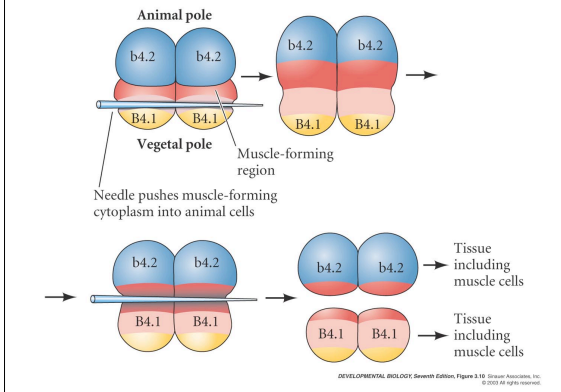 Animal pole
b4.2 b4.2
B4.1 B4.1
Vegetal pole
Muscle-forming
region
Needle pushes muscle-forming
cytoplasm into animal cells
b4.2 b4.2
B4.1 B4.1
b4.2 b4.2
B4.1 B4.1
b4.2 b4.2
Tissue
including
muscle cells
B4.1 B4.1
Tissue
including
muscle cells
DEVELOPMENTAL BIOLOGY, Seventh Edition, Figure 3.10 Sinauer Associates, Inc.
© 2003 All rights reserved.